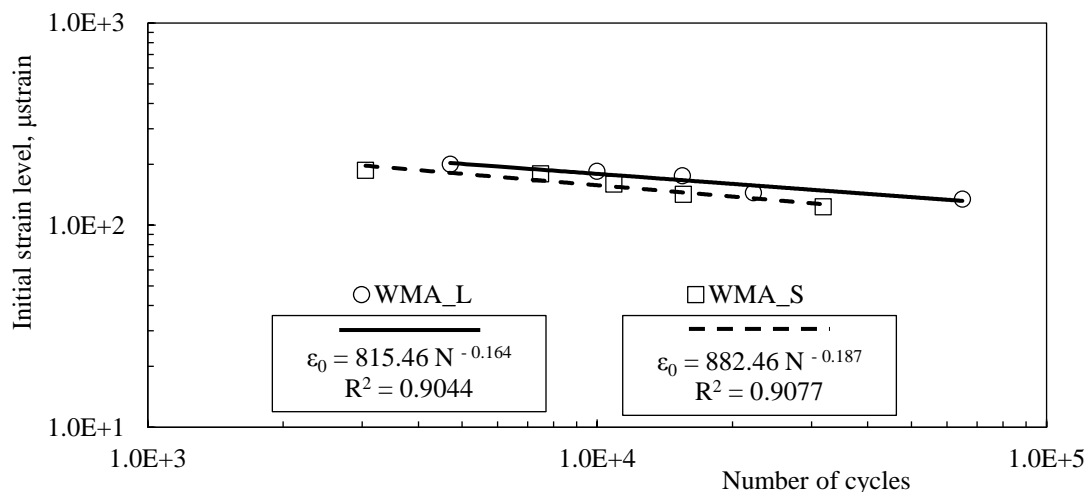 1.0E+3
Initial strain level, μstrain
1.0E+2
WMA_L
WMA_S
ε₀ = 815.46 N ⁻ ⁰·¹⁶⁴
R² = 0.9044
ε₀ = 882.46 N ⁻ ⁰·¹⁸⁷
R² = 0.9077
1.0E+1
1.0E+3
1.0E+4
1.0E+5
Number of cycles